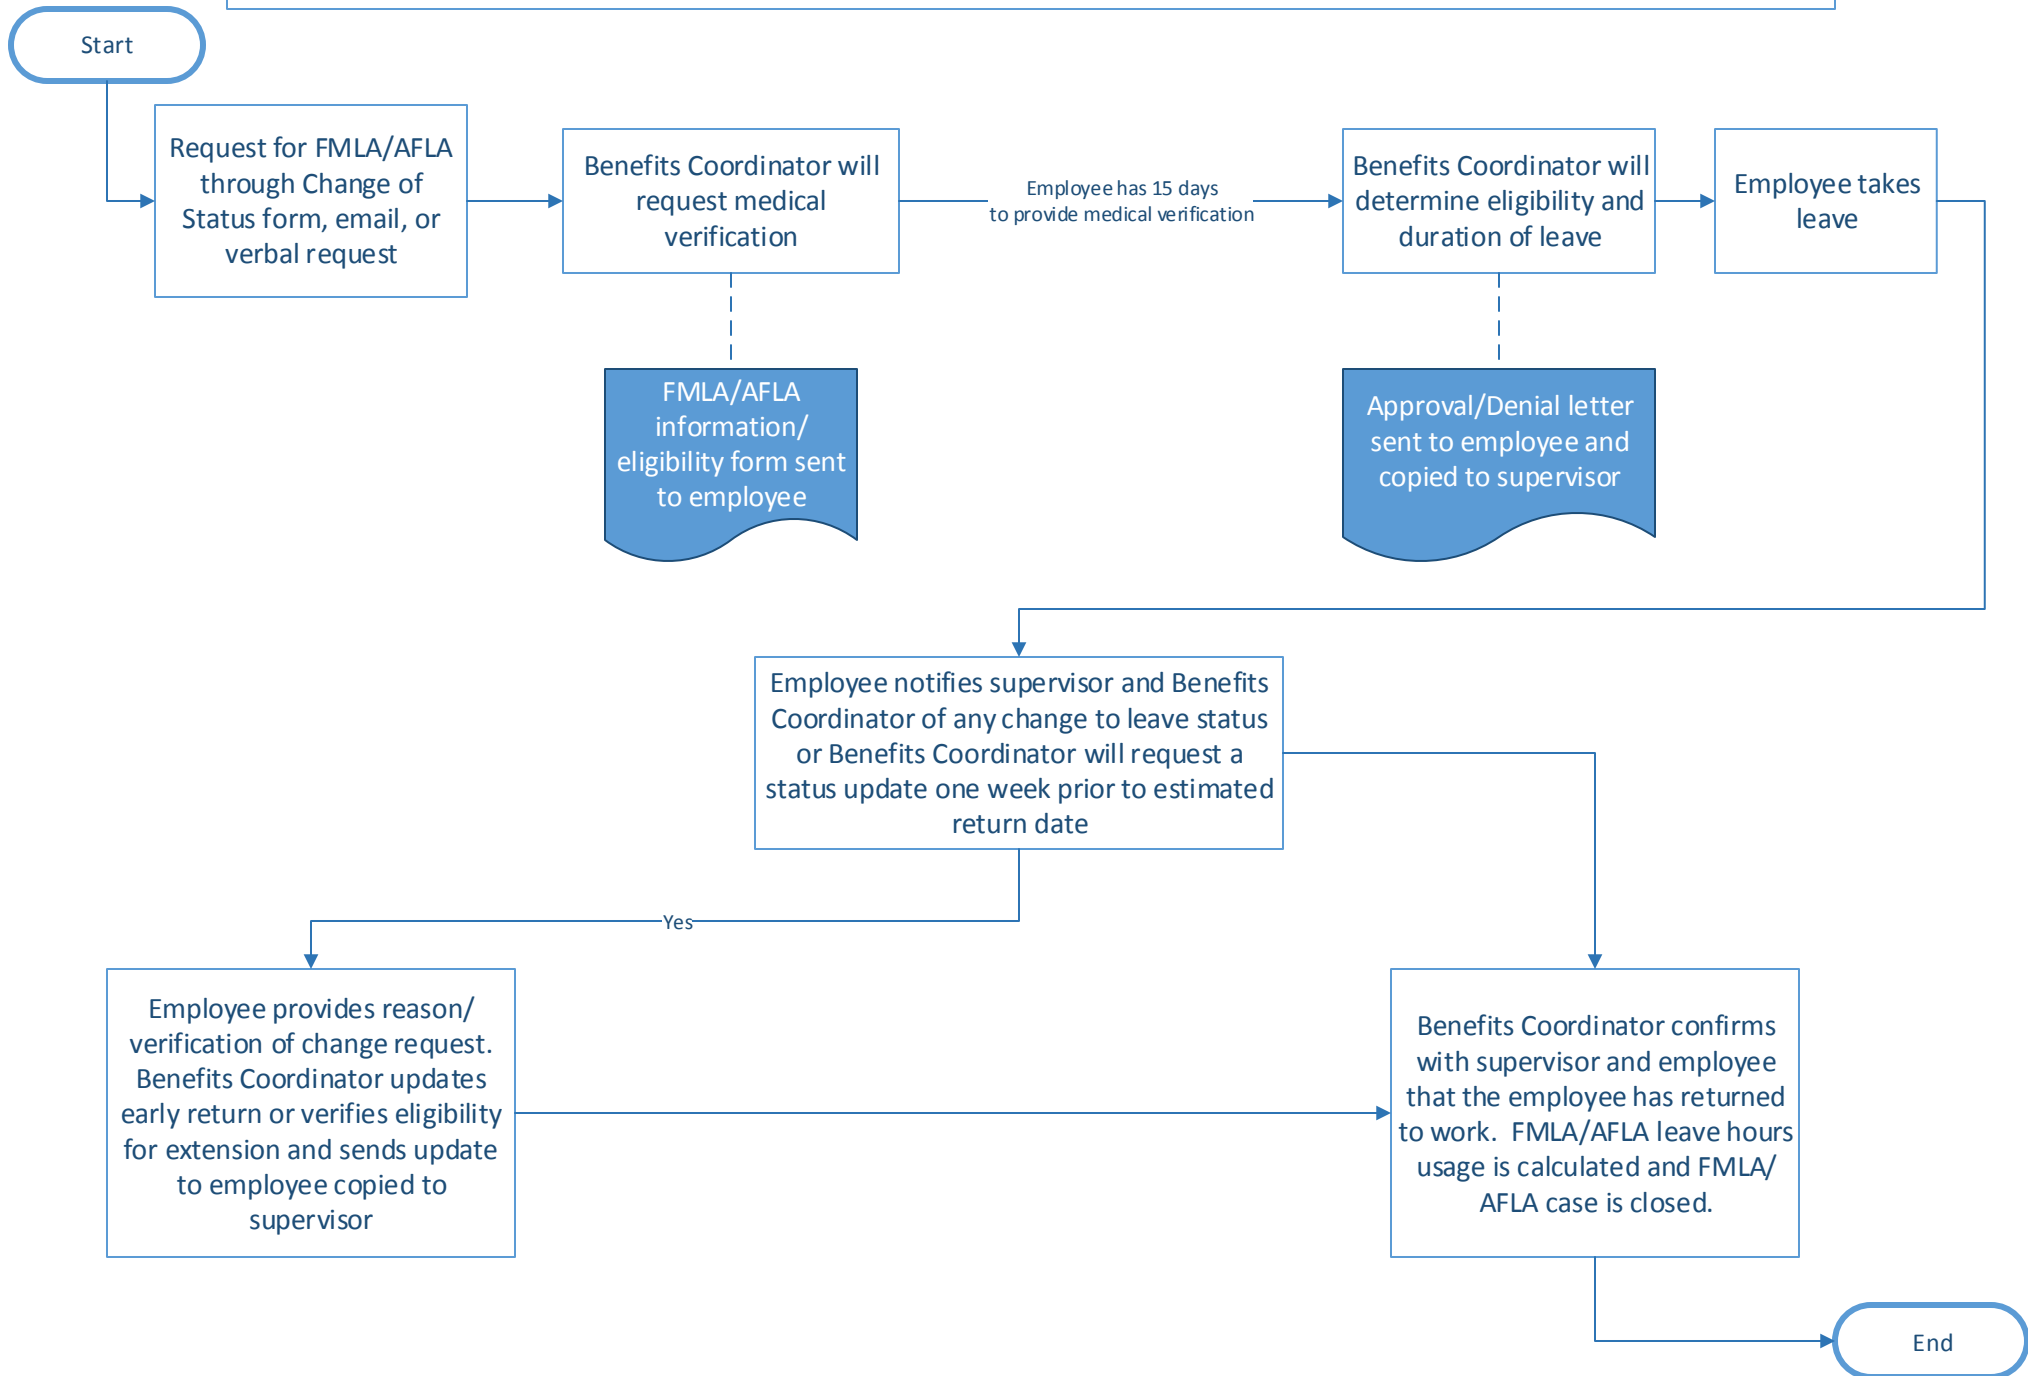 Start
Request for FMLA/AFLA
through Change of
Status form, email, or
verbal request
Benefits Coordinator will
request medical
verification
Employee has 15 days
to provide medical verification
Benefits Coordinator will
determine eligibility and
duration of leave
Employee takes
leave
FMLA/AFLA
information/
eligibility form sent
to employee
Approval/Denial letter
sent to employee and
copied to supervisor
Employee notifies supervisor and Benefits
Coordinator of any change to leave status
or Benefits Coordinator will request a
status update one week prior to estimated
return date
Yes
Employee provides reason/
verification of change request.
Benefits Coordinator updates
early return or verifies eligibility
for extension and sends update
to employee copied to
supervisor
Benefits Coordinator confirms
with supervisor and employee
that the employee has returned
to work.  FMLA/AFLA leave hours
usage is calculated and FMLA/
AFLA case is closed.
End